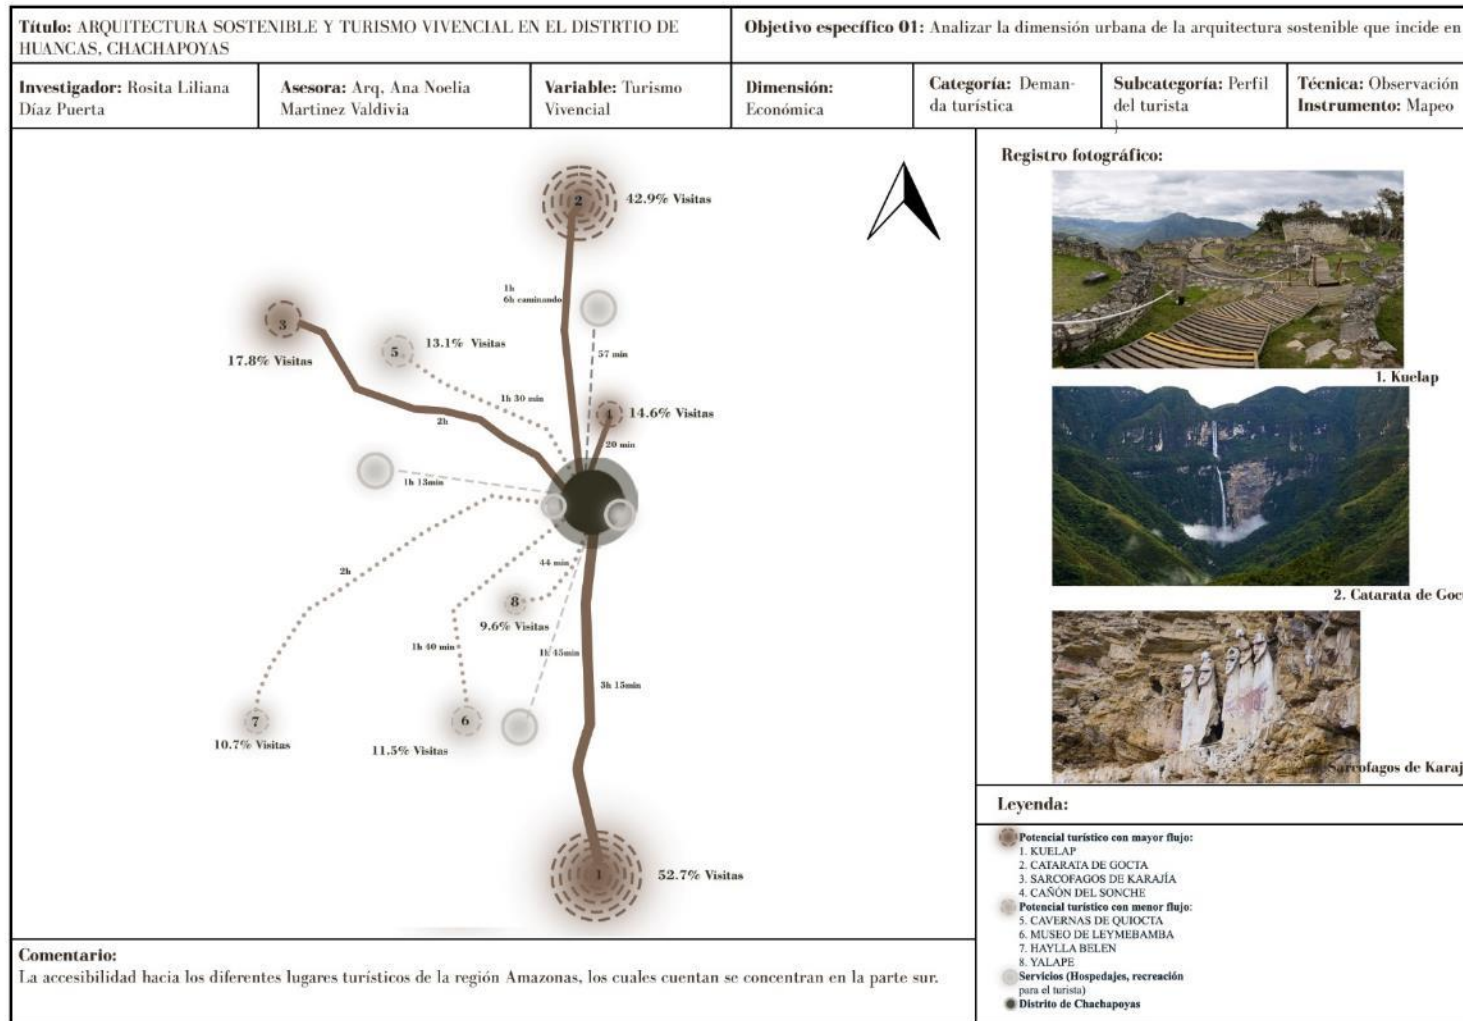 Título: ARQUITECTURA SOSTENIBLE Y TURISMO VIVENCIAL EN EL DISTRTIO DE
HUANCAS, CHACHAPOYAS
Objetivo específico 01: Analizar la dimensión urbana de la arquitectura sostenible que incide en
Investigador: Rosita Liliana
Díaz Puerta
Asesora: Arq, Ana Noelia
Martinez Valdivia
Variable: Turismo
Vivencial
Dimensión:
Económica
Categoría: Deman-
da turística
Subcategoría: Perfil
del turista
}
Técnica: Observación
Instrumento: Mapeo
2
42.9% Visitas
1h
6h caminando
3
17.8% Visitas
5
13.1% Visitas
57 min
1h 30 min
2h
4
14.6% Visitas
20 min
1h 13min
2h
44 min
8
9.6% Visitas
1h 40 min
1h 45min
3h 15min
7
10.7% Visitas
6
11.5% Visitas
1
52.7% Visitas
Registro fotográfico:
1. Kuelap
2. Catarata de Goc
Sarcofagos de Karaj
Leyenda:
Potencial turístico con mayor flujo:
1. KUELAP
2. CATARATA DE GOCTA
3. SARCOFAGOS DE KARAJÍA
4. CAÑÓN DEL SONCHE
Potencial turístico con menor flujo:
5. CAVERNAS DE QUIOCTA
6. MUSEO DE LEYMEBAMBA
7. HAYLLA BELEN
8. YALAPE
Servicios (Hospedajes, recreación
para el turista)
Distrito de Chachapoyas
Comentario:
La accesibilidad hacia los diferentes lugares turísticos de la región Amazonas, los cuales cuentan se concentran en la parte sur.